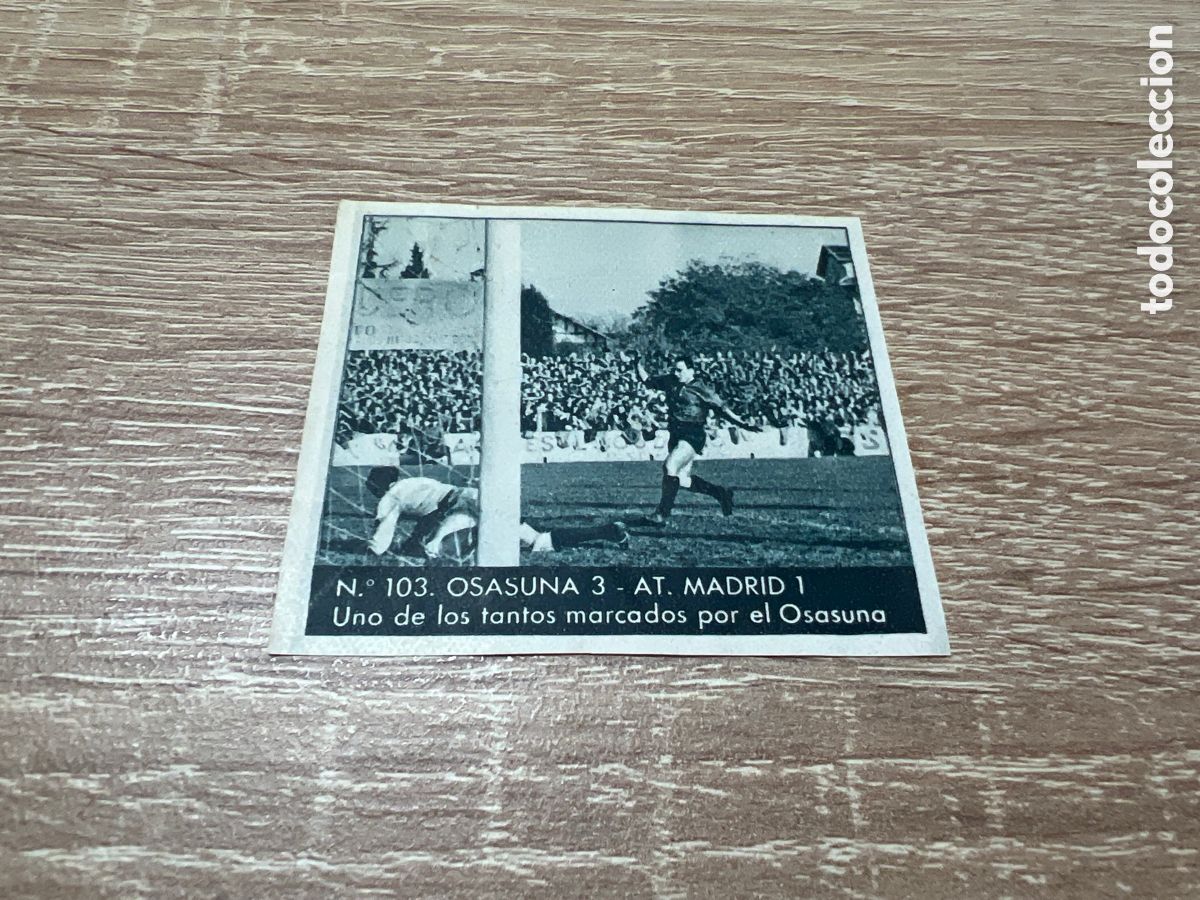 N.º 103. OSASUNA 3 - AT. MADRID 1
Uno de los tantos marcados por el Osasuna
todocoleccion